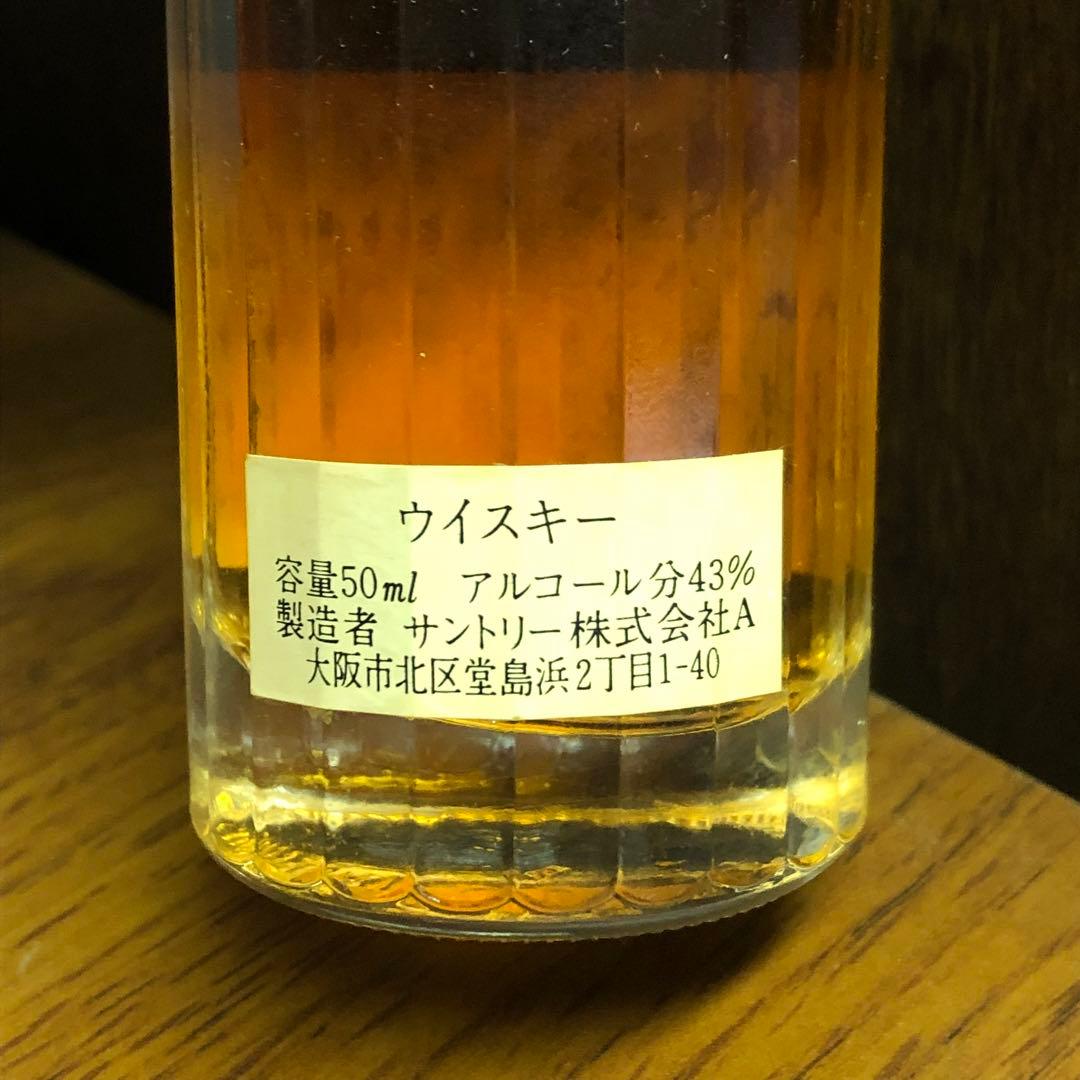 ウイスキー
容量50ml アルコール分43%
製造者 サントリー株式会社A
大阪市北区堂島浜2丁目1-40